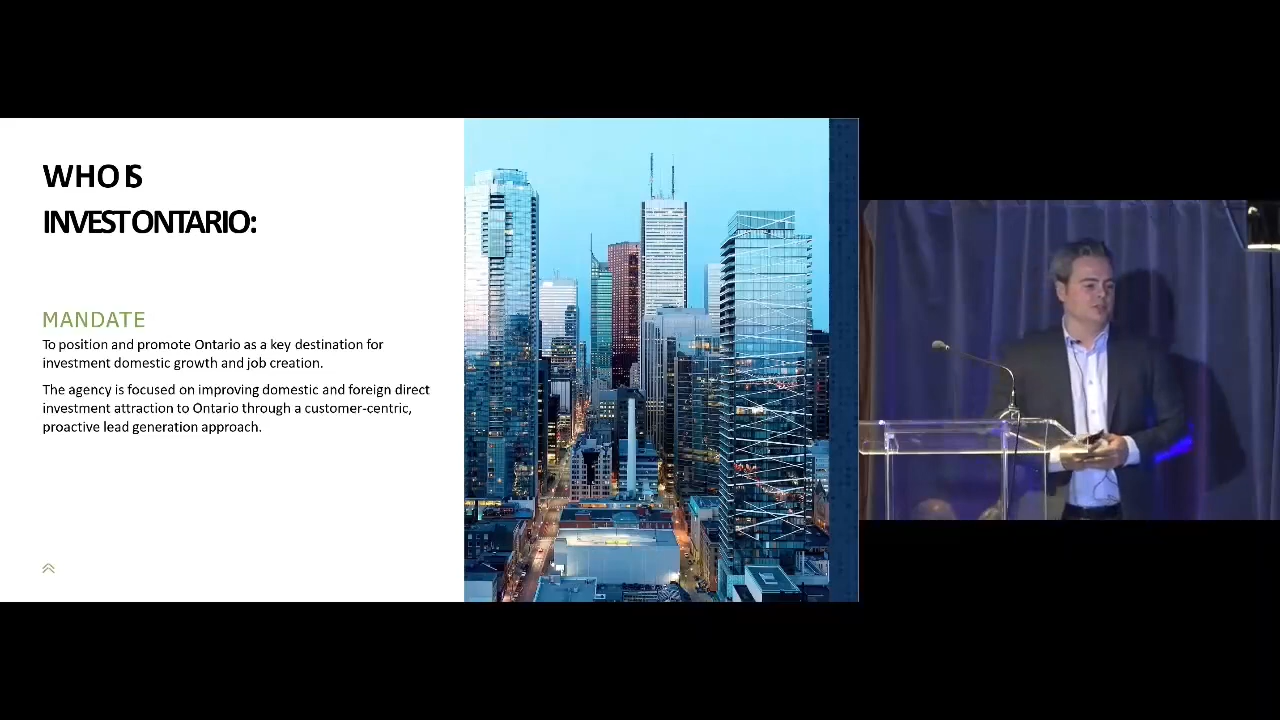 WHO IS
INVEST ONTARIO:
MANDATE
To position and promote Ontario as a key destination for
investment domestic growth and job creation.
The agency is focused on improving domestic and foreign direct
investment attraction to Ontario through a customer-centric,
proactive lead generation approach.